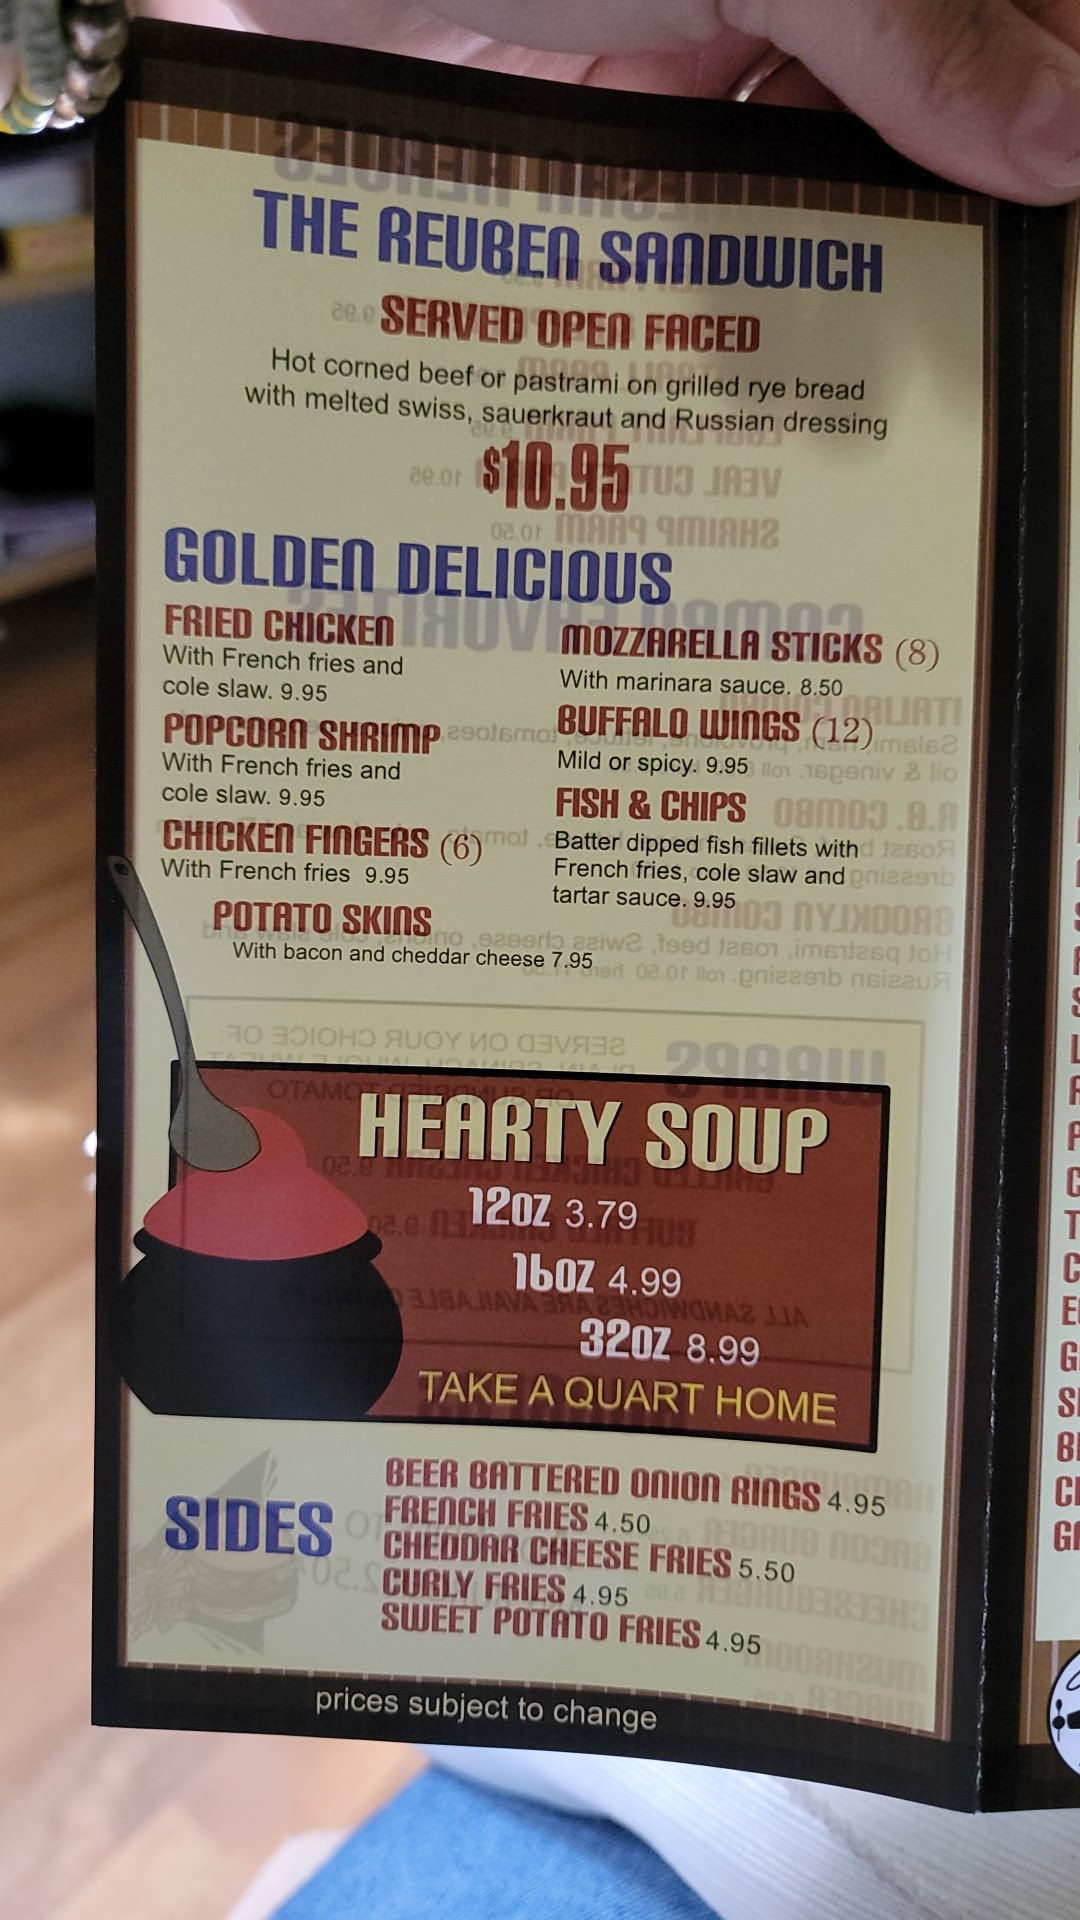 THE REUBEN SANDWICH
SERVED OPEN FACED
Hot corned beef or pastrami on grilled rye bread
with melted swiss, sauerkraut and Russian dressing
$10.95
GOLDEN DELICIOUS
FRIED CHICKEN
With French fries and
cole slaw. 9.95
POPCORN SHRIMP
With French fries and
cole slaw. 9.95
CHICKEN FINGERS (6)
With French fries 9.95
POTATO SKINS
With bacon and cheddar cheese 7.95
MOZZARELLA STICKS (8)
With marinara sauce. 8.50
BUFFALO WINGS (12)
Mild or spicy. 9.95
FISH & CHIPS
Batter dipped fish fillets with
French fries, cole slaw and
tartar sauce. 9.95
HEARTY SOUP
12OZ 3.79
16OZ 4.99
32OZ 8.99
TAKE A QUART HOME
SIDES
BEER BATTERED ONION RINGS 4.95
FRENCH FRIES 4.50
CHEDDAR CHEESE FRIES 5.50
CURLY FRIES 4.95
SWEET POTATO FRIES 4.95
prices subject to change